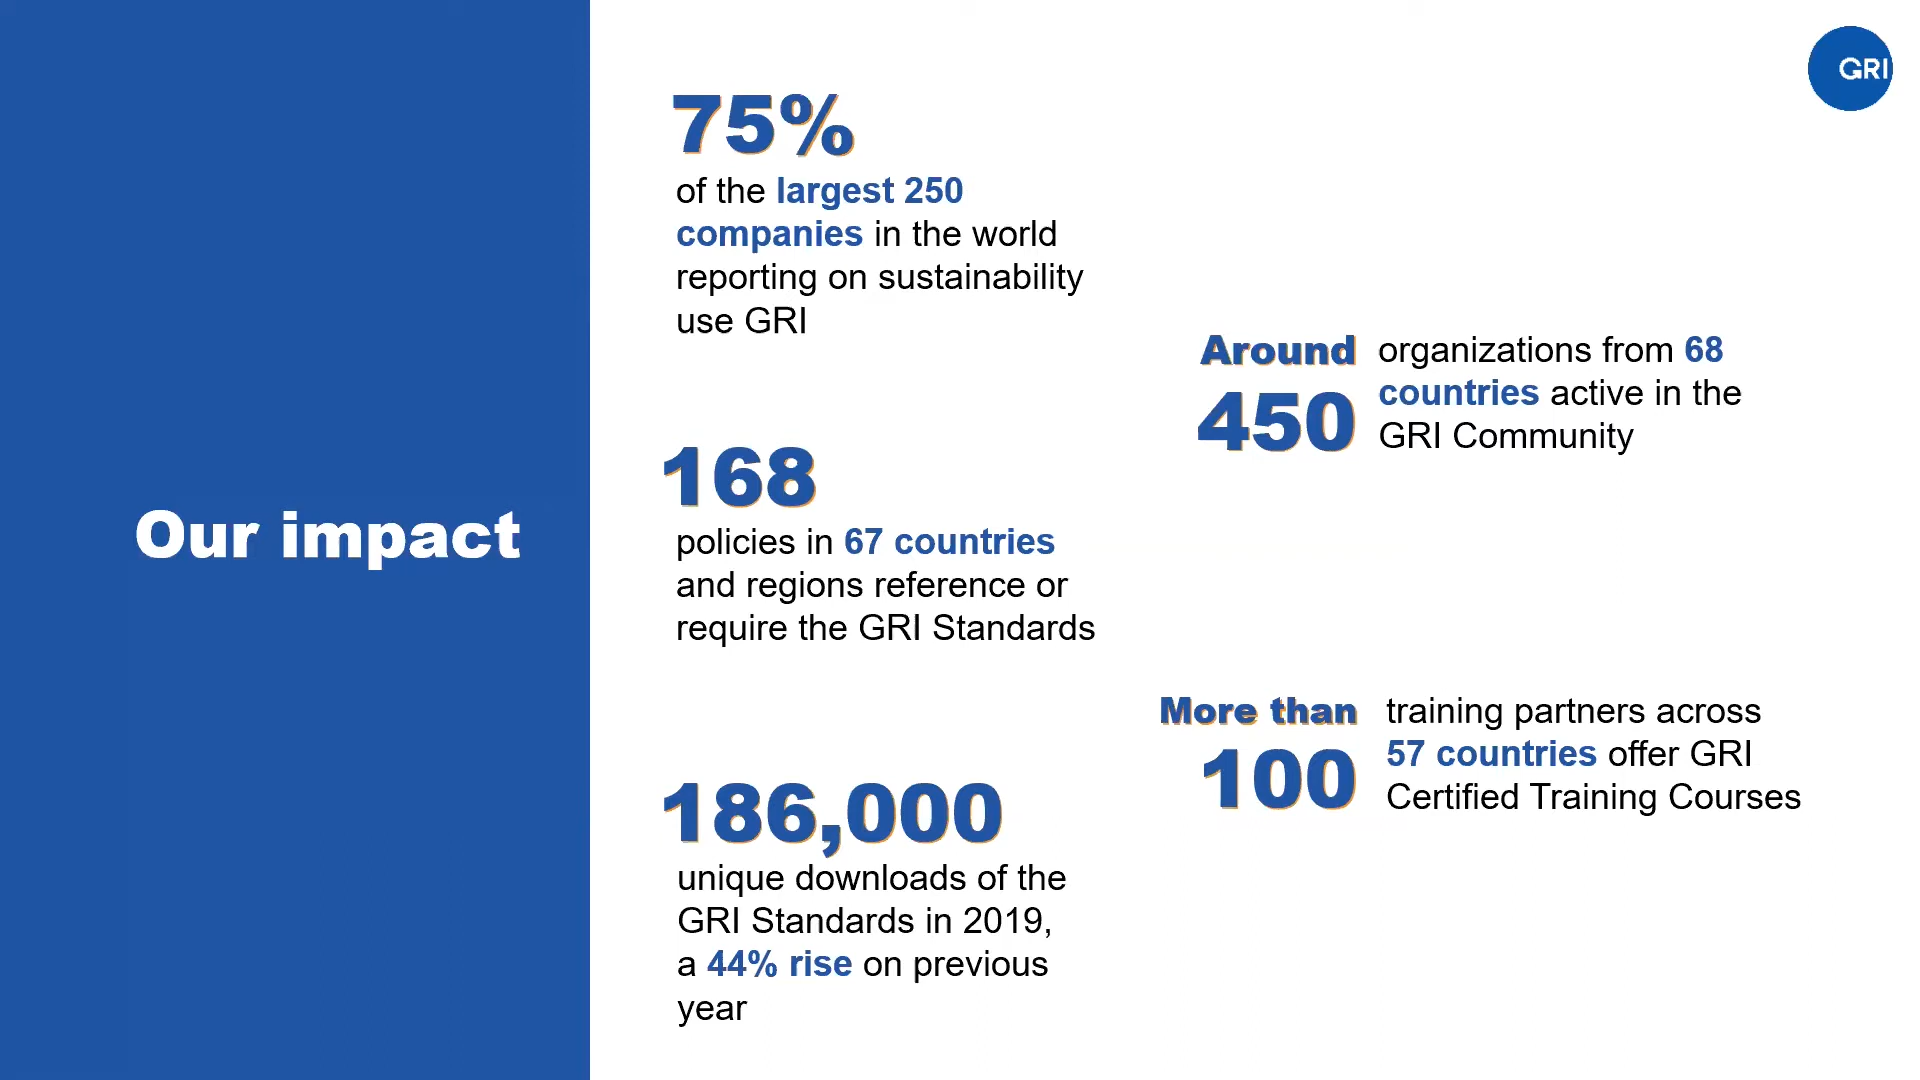 GRI
Our impact
75%
of the largest 250
companies in the world
reporting on sustainability
use GRI
168
policies in 67 countries
and regions reference or
require the GRI Standards
186,000
unique downloads of the
GRI Standards in 2019,
a 44% rise on previous
year
Around
450
organizations from 68
countries active in the
GRI Community
More than
100
training partners across
57 countries offer GRI
Certified Training Courses